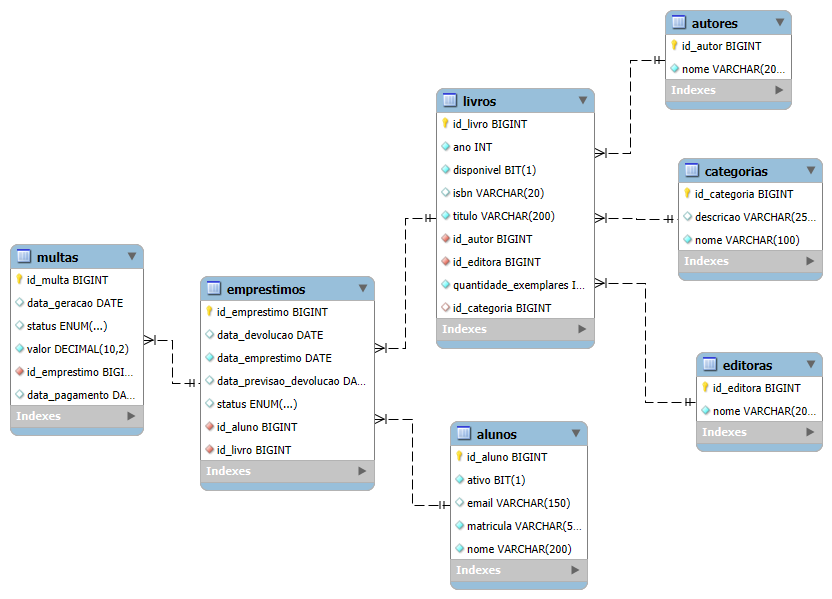 autores
id_autor BIGINT
nome VARCHAR(20...
Indexes
livros
id_livro BIGINT
ano INT
disponivel BIT(1)
isbn VARCHAR(20)
titulo VARCHAR(200)
id_autor BIGINT
id_editora BIGINT
quantidade_exemplares I...
id_categoria BIGINT
Indexes
categorias
id_categoria BIGINT
descricao VARCHAR(25...
nome VARCHAR(100)
Indexes
multas
id_multa BIGINT
data_geracao DATE
status ENUM(...)
valor DECIMAL(10,2)
id_emprestimo BIGI...
data_pagamento DA...
Indexes
emprestimos
id_emprestimo BIGINT
data_devolucao DATE
data_emprestimo DATE
data_previsao_devolucao DA...
status ENUM(...)
id_aluno BIGINT
id_livro BIGINT
Indexes
editoras
id_editora BIGINT
nome VARCHAR(20...
Indexes
alunos
id_aluno BIGINT
ativo BIT(1)
email VARCHAR(150)
matricula VARCHAR(5...
nome VARCHAR(200)
Indexes